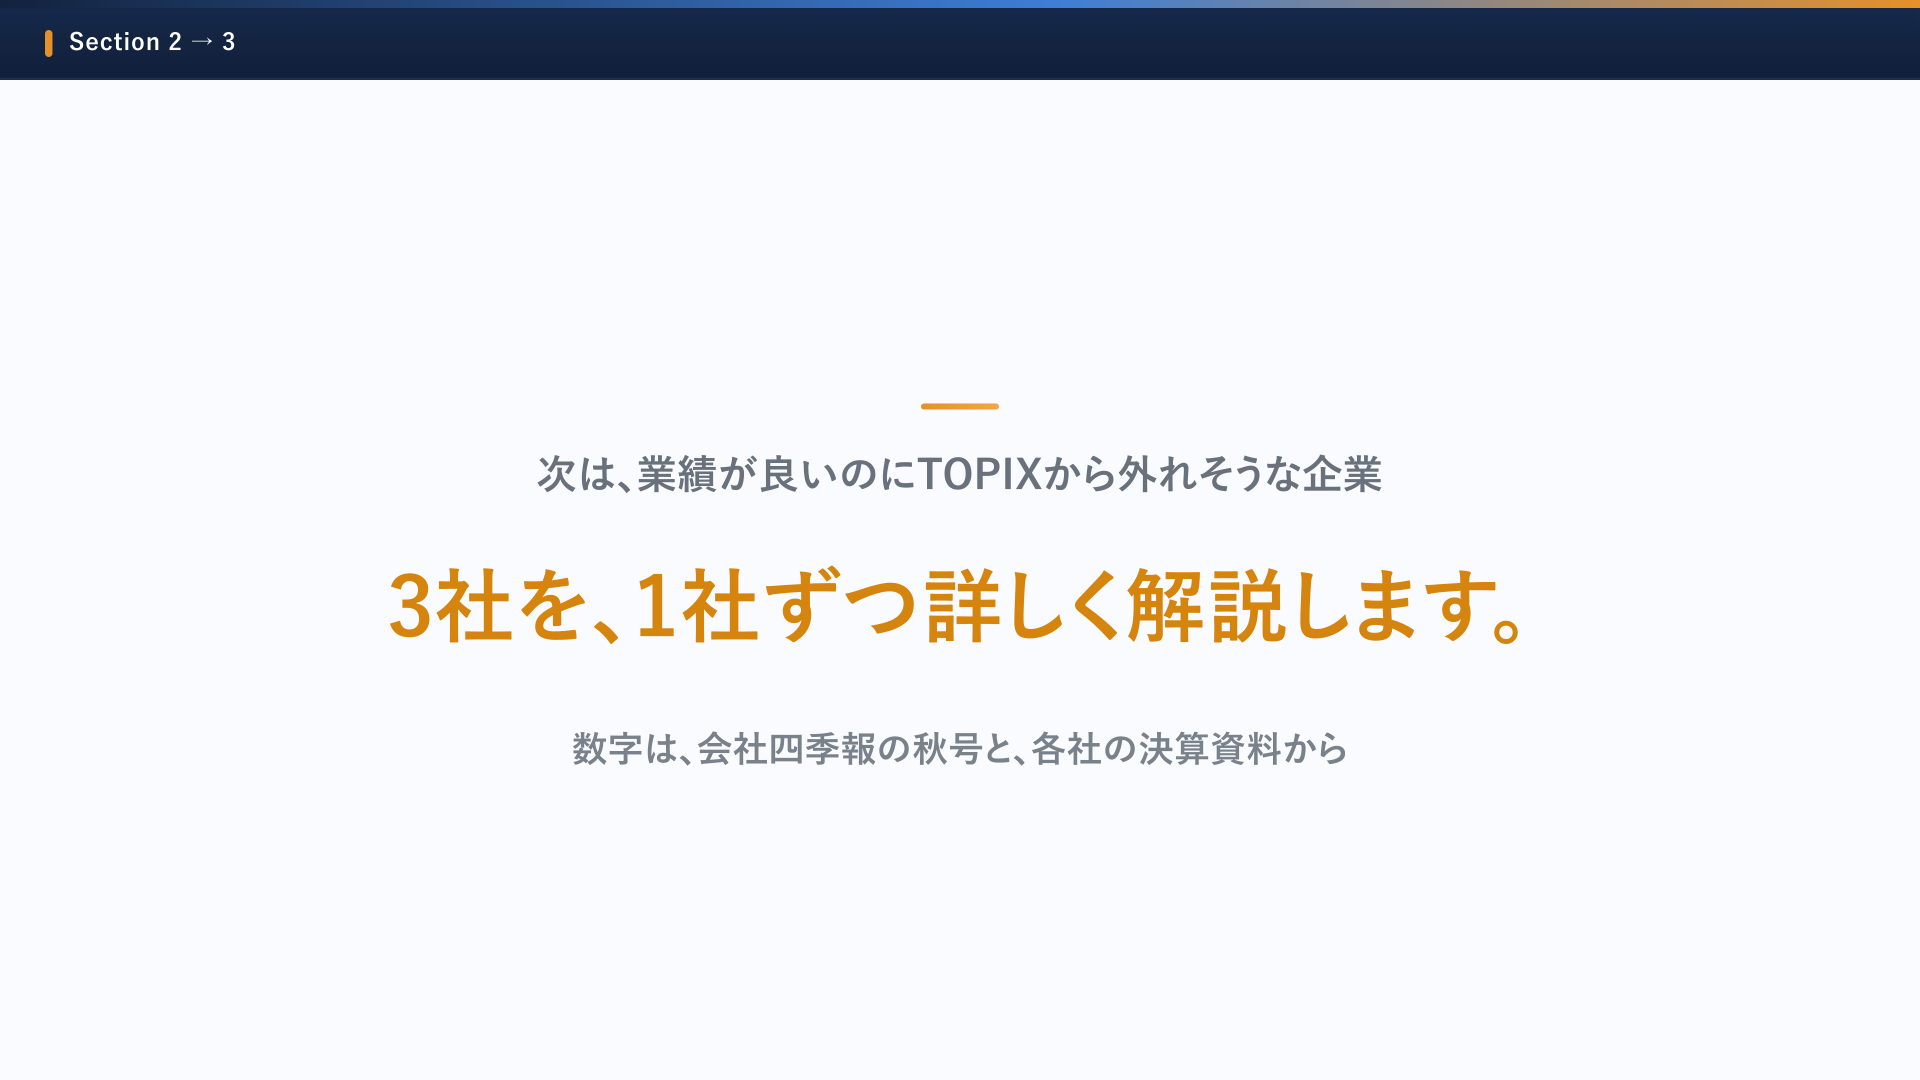 Section 2 → 3
次は、業績が良いのにTOPIXから外れそうな企業
3社を、1社ずつ詳しく解説します。
数字は、会社四季報の秋号と、各社の決算資料から